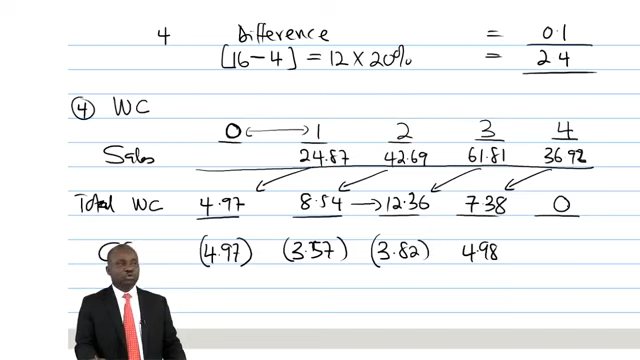 4 Difference = 0.1
[16-4] = 12 X 20% = 2.4
④ WC
0 1 2 3 4
Sales 24.87 42.69 61.81 36.92
Total WC 4.97 8.54 12.36 7.38 0
(4.97) (3.57) (3.82) 4.98